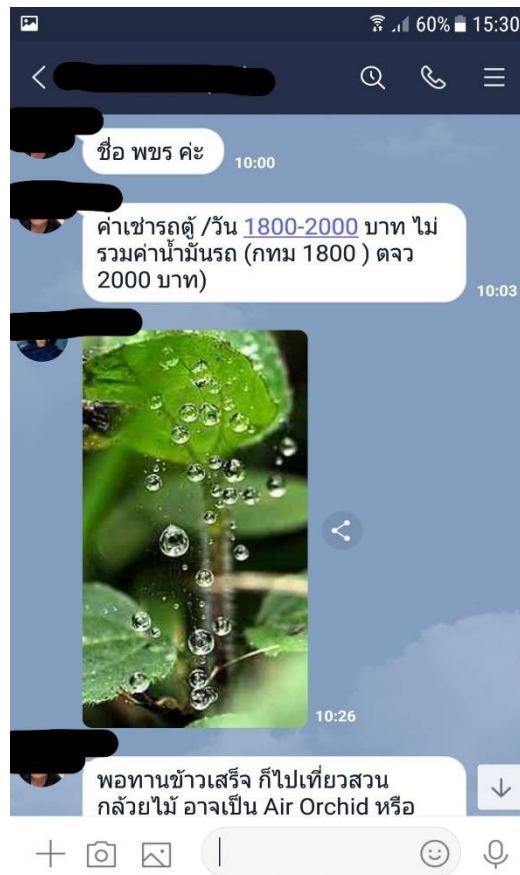 60% 15:30
ชื่อ พขร ค่ะ
10:00
ค่าเช่ารถตู้ /วัน 1800-2000 บาท ไม่
รวมค่าน้ำมันรถ (กทม 1800 ) ตจว
2000 บาท)
10:03
10:26
พอทานข้าวเสร็จ ก็ไปเที่ยวสวน
กล้วยไม้ อาจเป็น Air Orchid หรือ